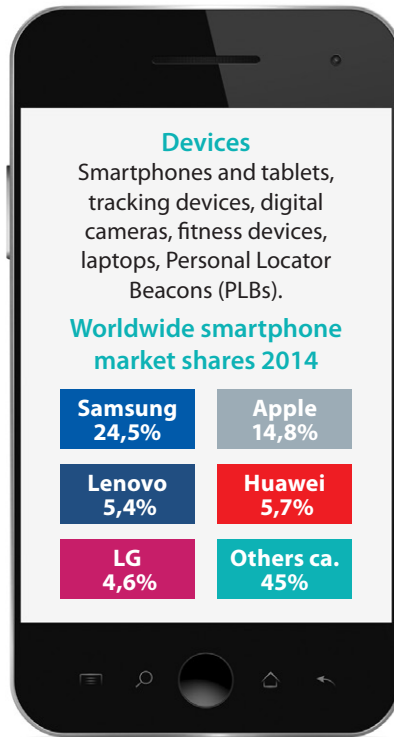 Devices
Smartphones and tablets,
tracking devices, digital
cameras, fitness devices,
laptops, Personal Locator
Beacons (PLBs).
Worldwide smartphone
market shares 2014
Samsung
24,5%
Apple
14,8%
Lenovo
5,4%
Huawei
5,7%
LG
4,6%
Others ca.
45%